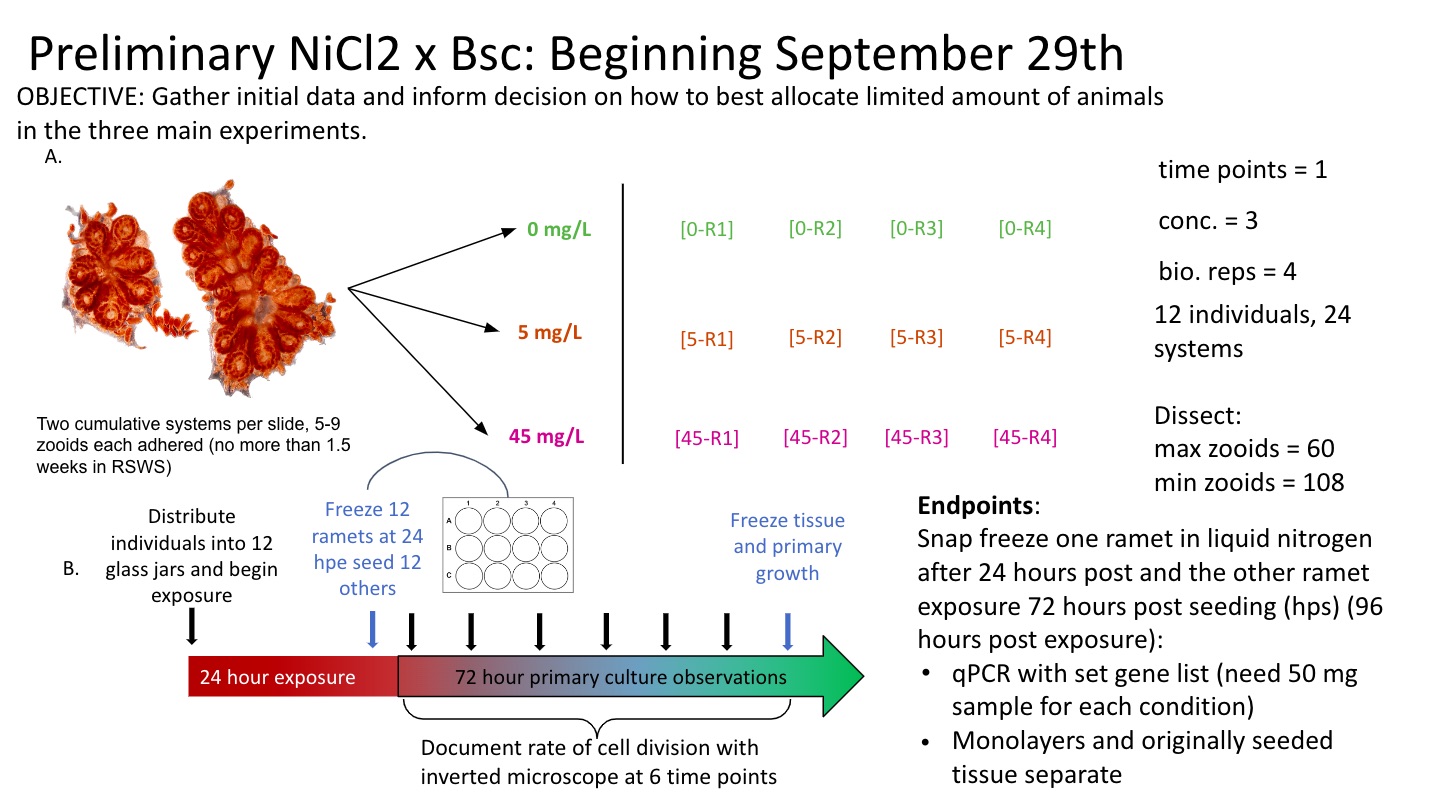 Preliminary NiCl2 x Bsc: Beginning September 29th
OBJECTIVE: Gather initial data and inform decision on how to best allocate limited amount of animals
in the three main experiments.
A.
0 mg/L
[0-R1] [0-R2] [0-R3] [0-R4]
5 mg/L
[5-R1] [5-R2] [5-R3] [5-R4]
45 mg/L
[45-R1] [45-R2] [45-R3] [45-R4]
time points = 1
conc. = 3
bio. reps = 4
12 individuals, 24
systems
Dissect:
max zooids = 60
min zooids = 108
Two cumulative systems per slide, 5-9
zooids each adhered (no more than 1.5
weeks in RSWS)
B.
Distribute
individuals into 12
glass jars and begin
exposure
Freeze 12
ramets at 24
hpe seed 12
others
1 2 3 4
A
B
C
Freeze tissue
and primary
growth
24 hour exposure
72 hour primary culture observations
Document rate of cell division with
inverted microscope at 6 time points
Endpoints:
Snap freeze one ramet in liquid nitrogen
after 24 hours post and the other ramet
exposure 72 hours post seeding (hps) (96
hours post exposure):
• qPCR with set gene list (need 50 mg
sample for each condition)
• Monolayers and originally seeded
tissue separate